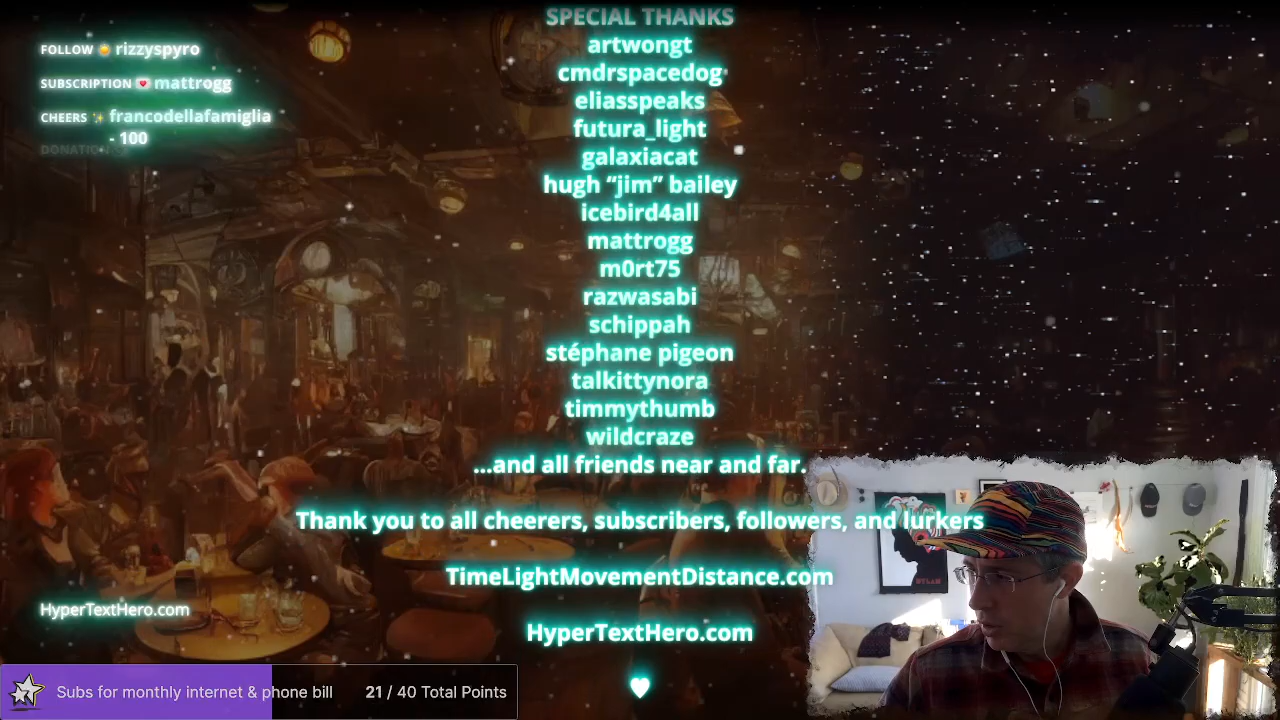 SPECIAL THANKS
artwongt
cmdrspacedog
eliasspeaks
futura_light
galaxiacat
hugh “jim” bailey
icebird4all
mattrogg
m0rt75
razwasabi
schippah
stéphane pigeon
talkittynora
timmythumb
wildcraze
...and all friends near and far.
Thank you to all cheerers, subscribers, followers, and lurkers
TimeLightMovementDistance.com
HyperTextHero.com
FOLLOW rizzyspyro
SUBSCRIPTION mattrogg
CHEERS francodellafamiglia
- 100
DONATION
HyperTextHero.com
Subs for monthly internet & phone bill 21 / 40 Total Points
DYLAN